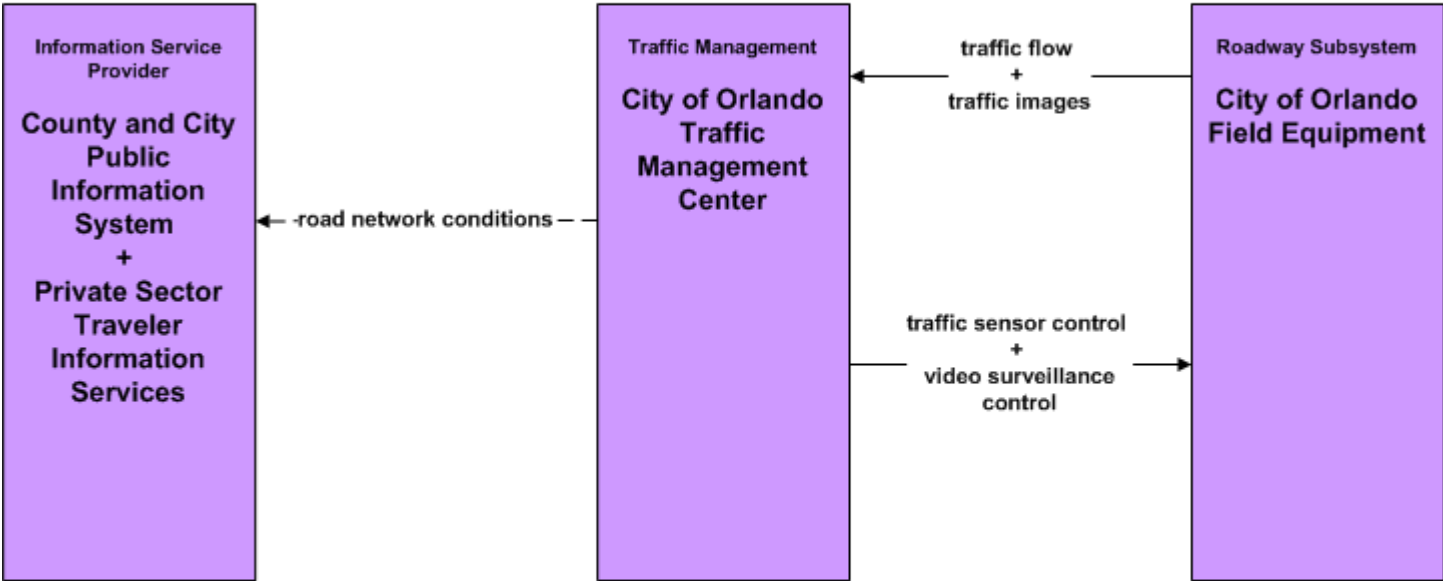 Information Service
Provider
County and City
Public
Information
System
+
Private Sector
Traveler
Information
Services
road network conditions
Traffic Management
City of Orlando
Traffic
Management
Center
traffic flow
+
traffic images
traffic sensor control
+
video surveillance
control
Roadway Subsystem
City of Orlando
Field Equipment